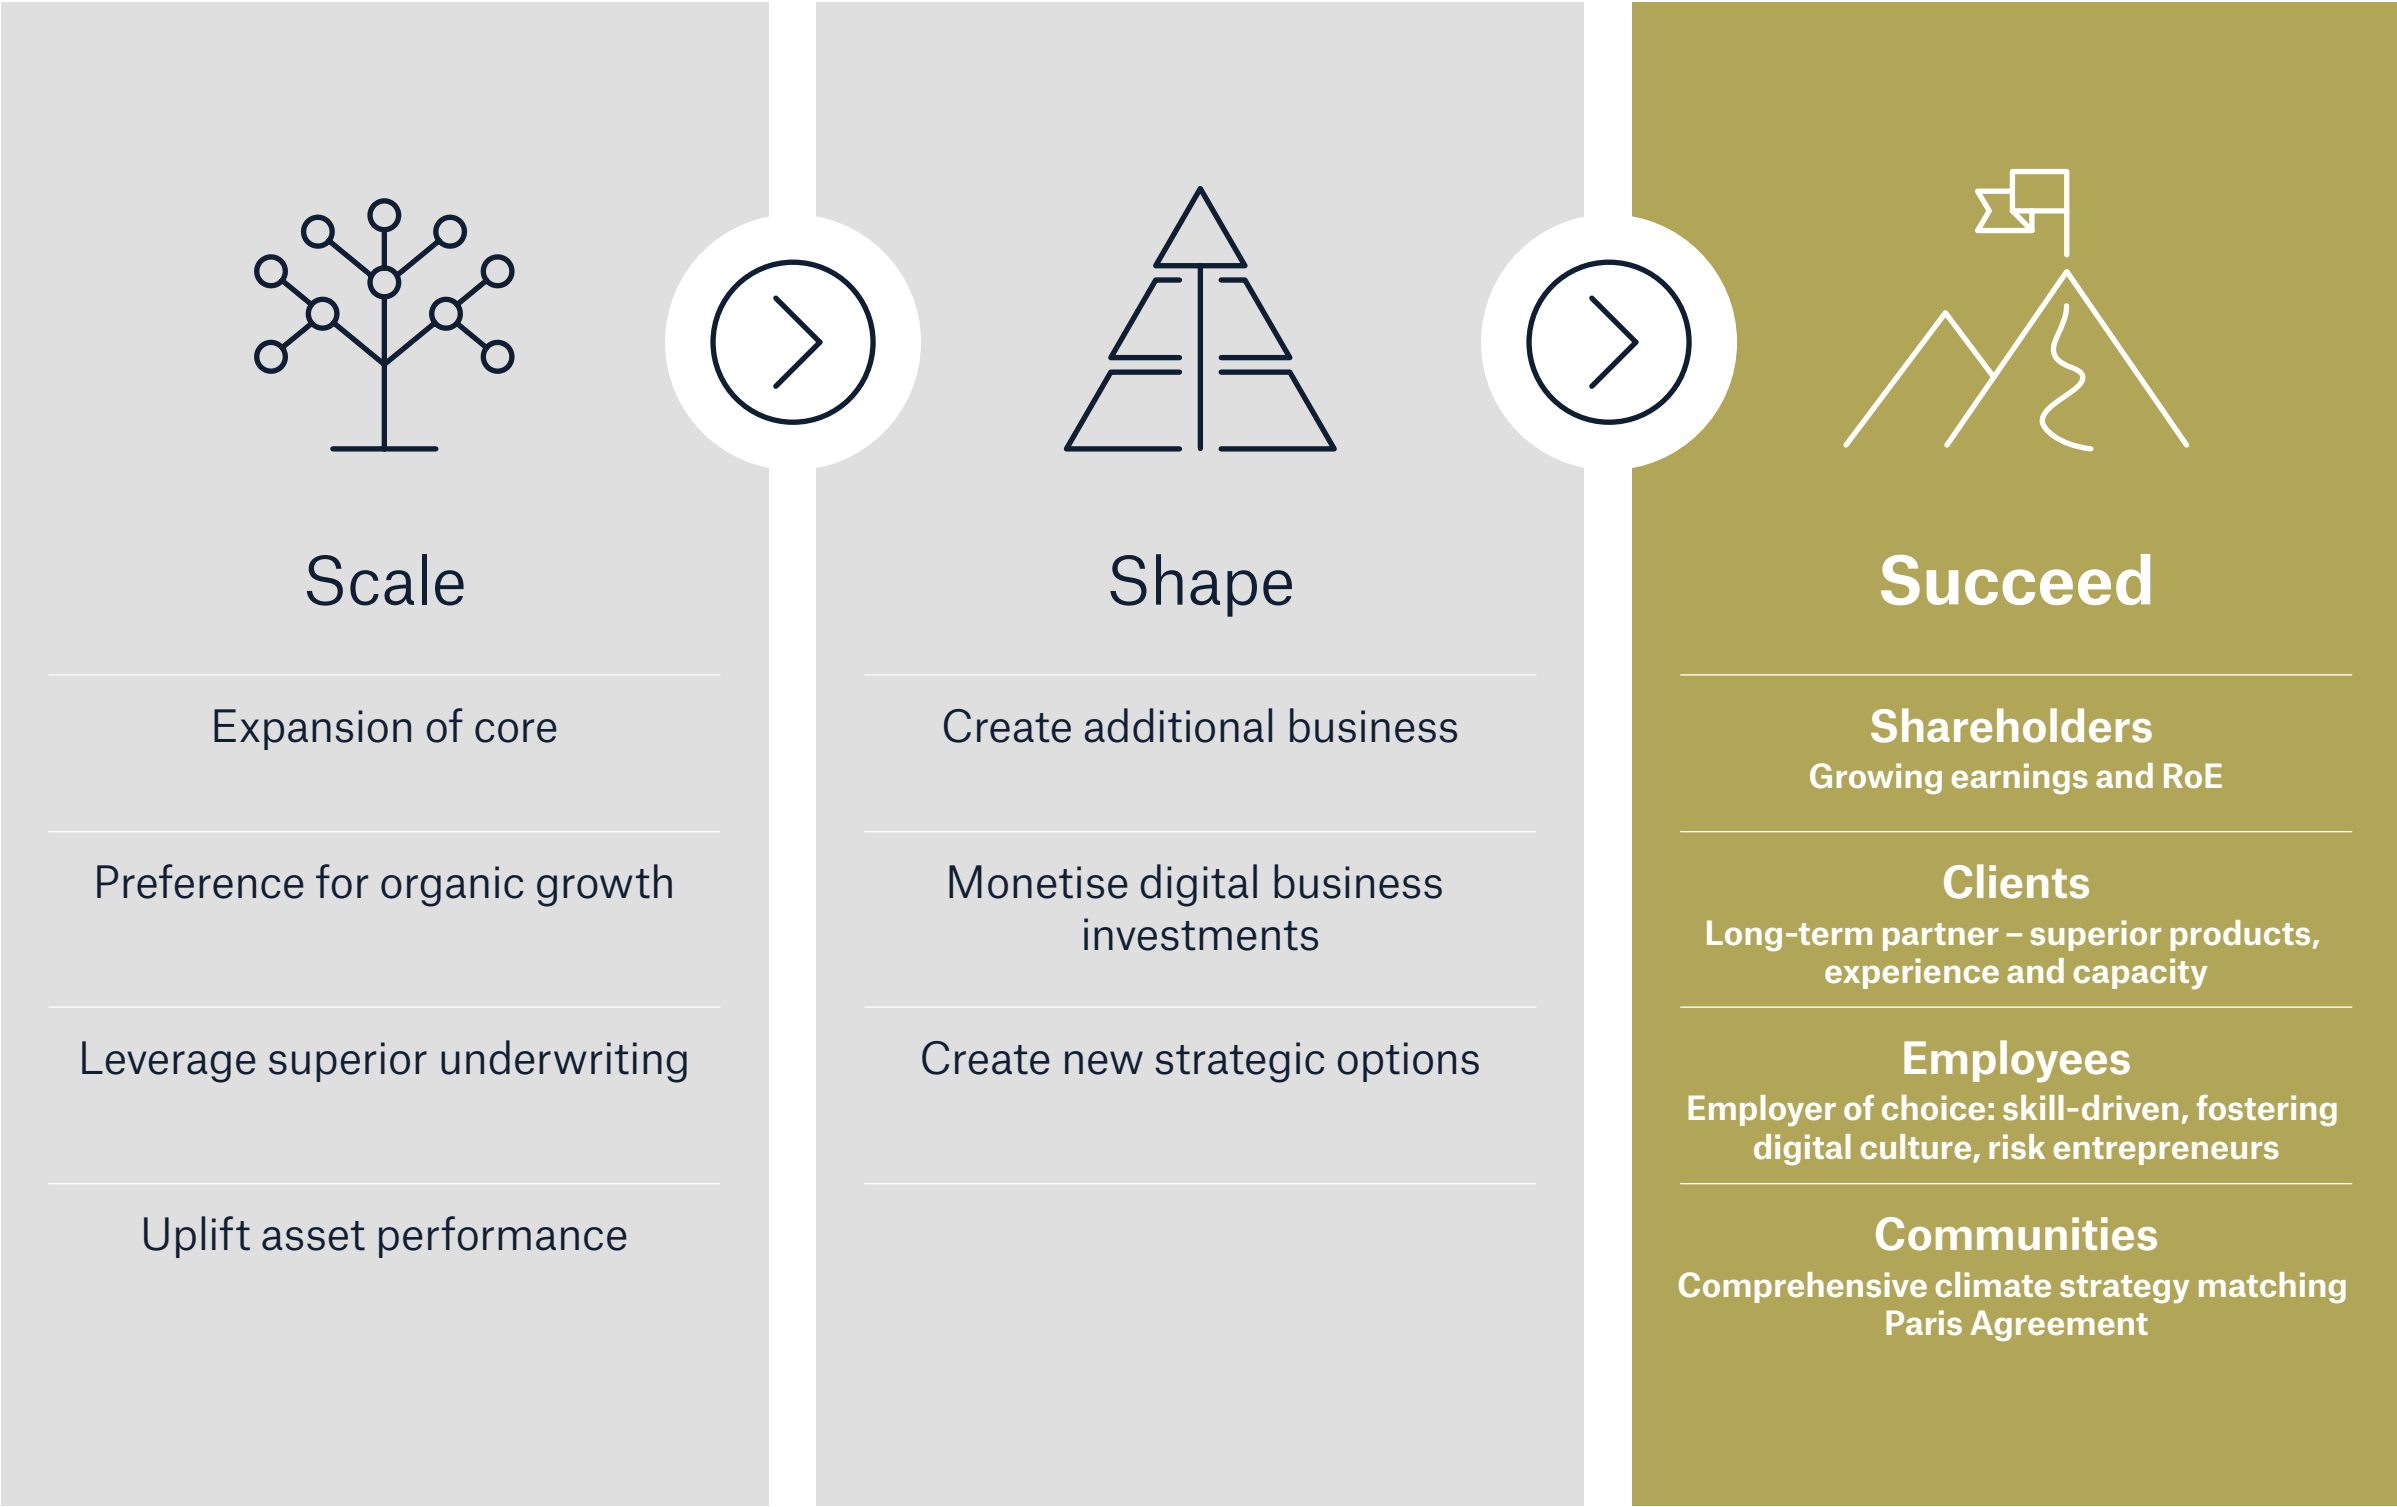 Scale
Expansion of core
Preference for organic growth
Leverage superior underwriting
Uplift asset performance
Shape
Create additional business
Monetise digital business
investments
Create new strategic options
Succeed
Shareholders
Growing earnings and RoE
Clients
Long-term partner – superior products,
experience and capacity
Employees
Employer of choice: skill-driven, fostering
digital culture, risk entrepreneurs
Communities
Comprehensive climate strategy matching
Paris Agreement